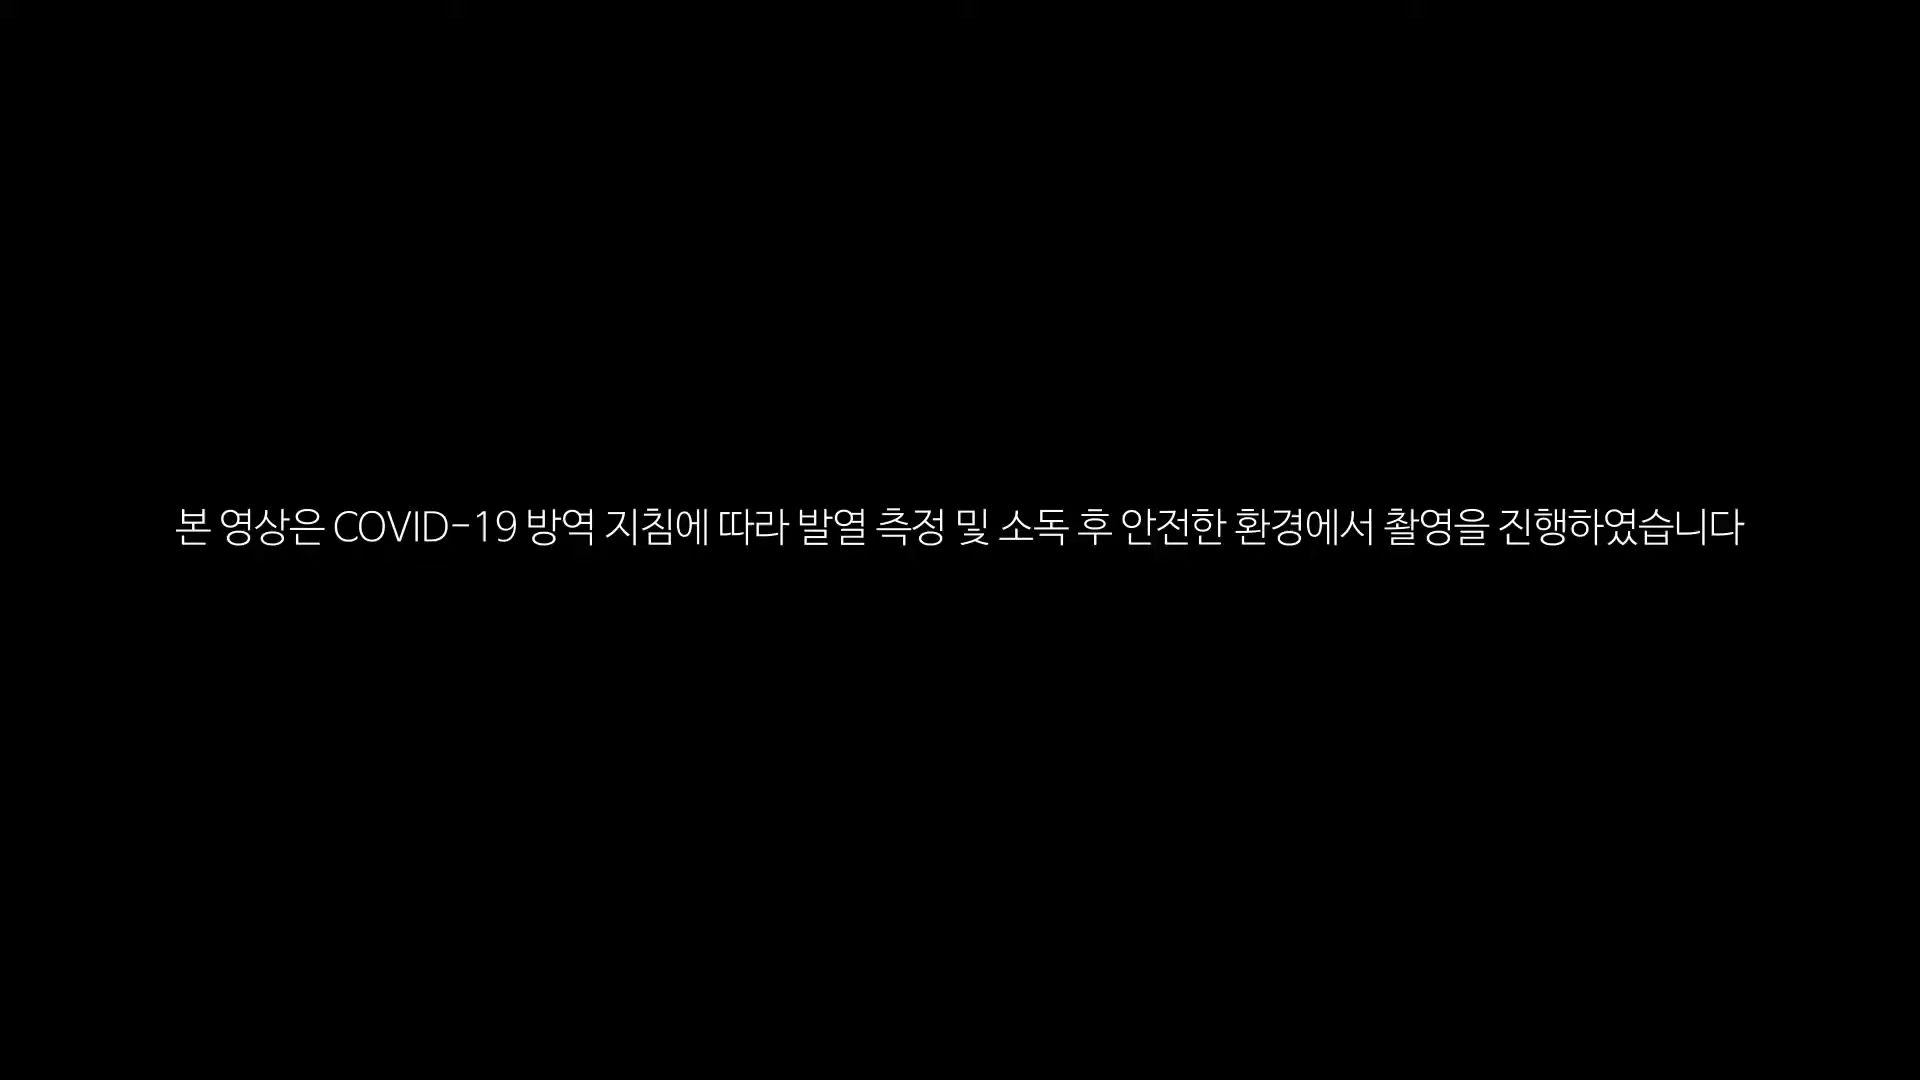 본 영상은 COVID-19 방역 지침에 따라 발열 측정 및 소독 후 안전한 환경에서 촬영을 진행하였습니다